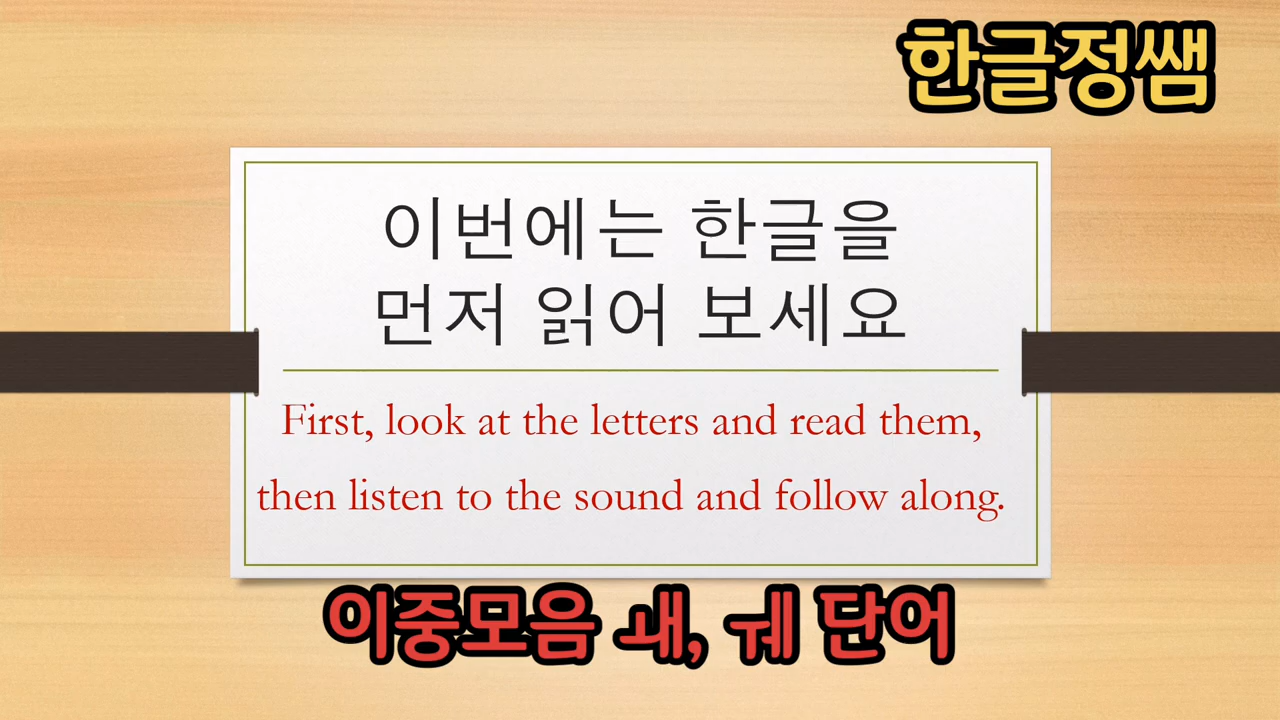 한글정쌤
이번에는 한글을
먼저 읽어 보세요
First, look at the letters and read them,
then listen to the sound and follow along.
이중모음 ㅙ, ㅞ 단어